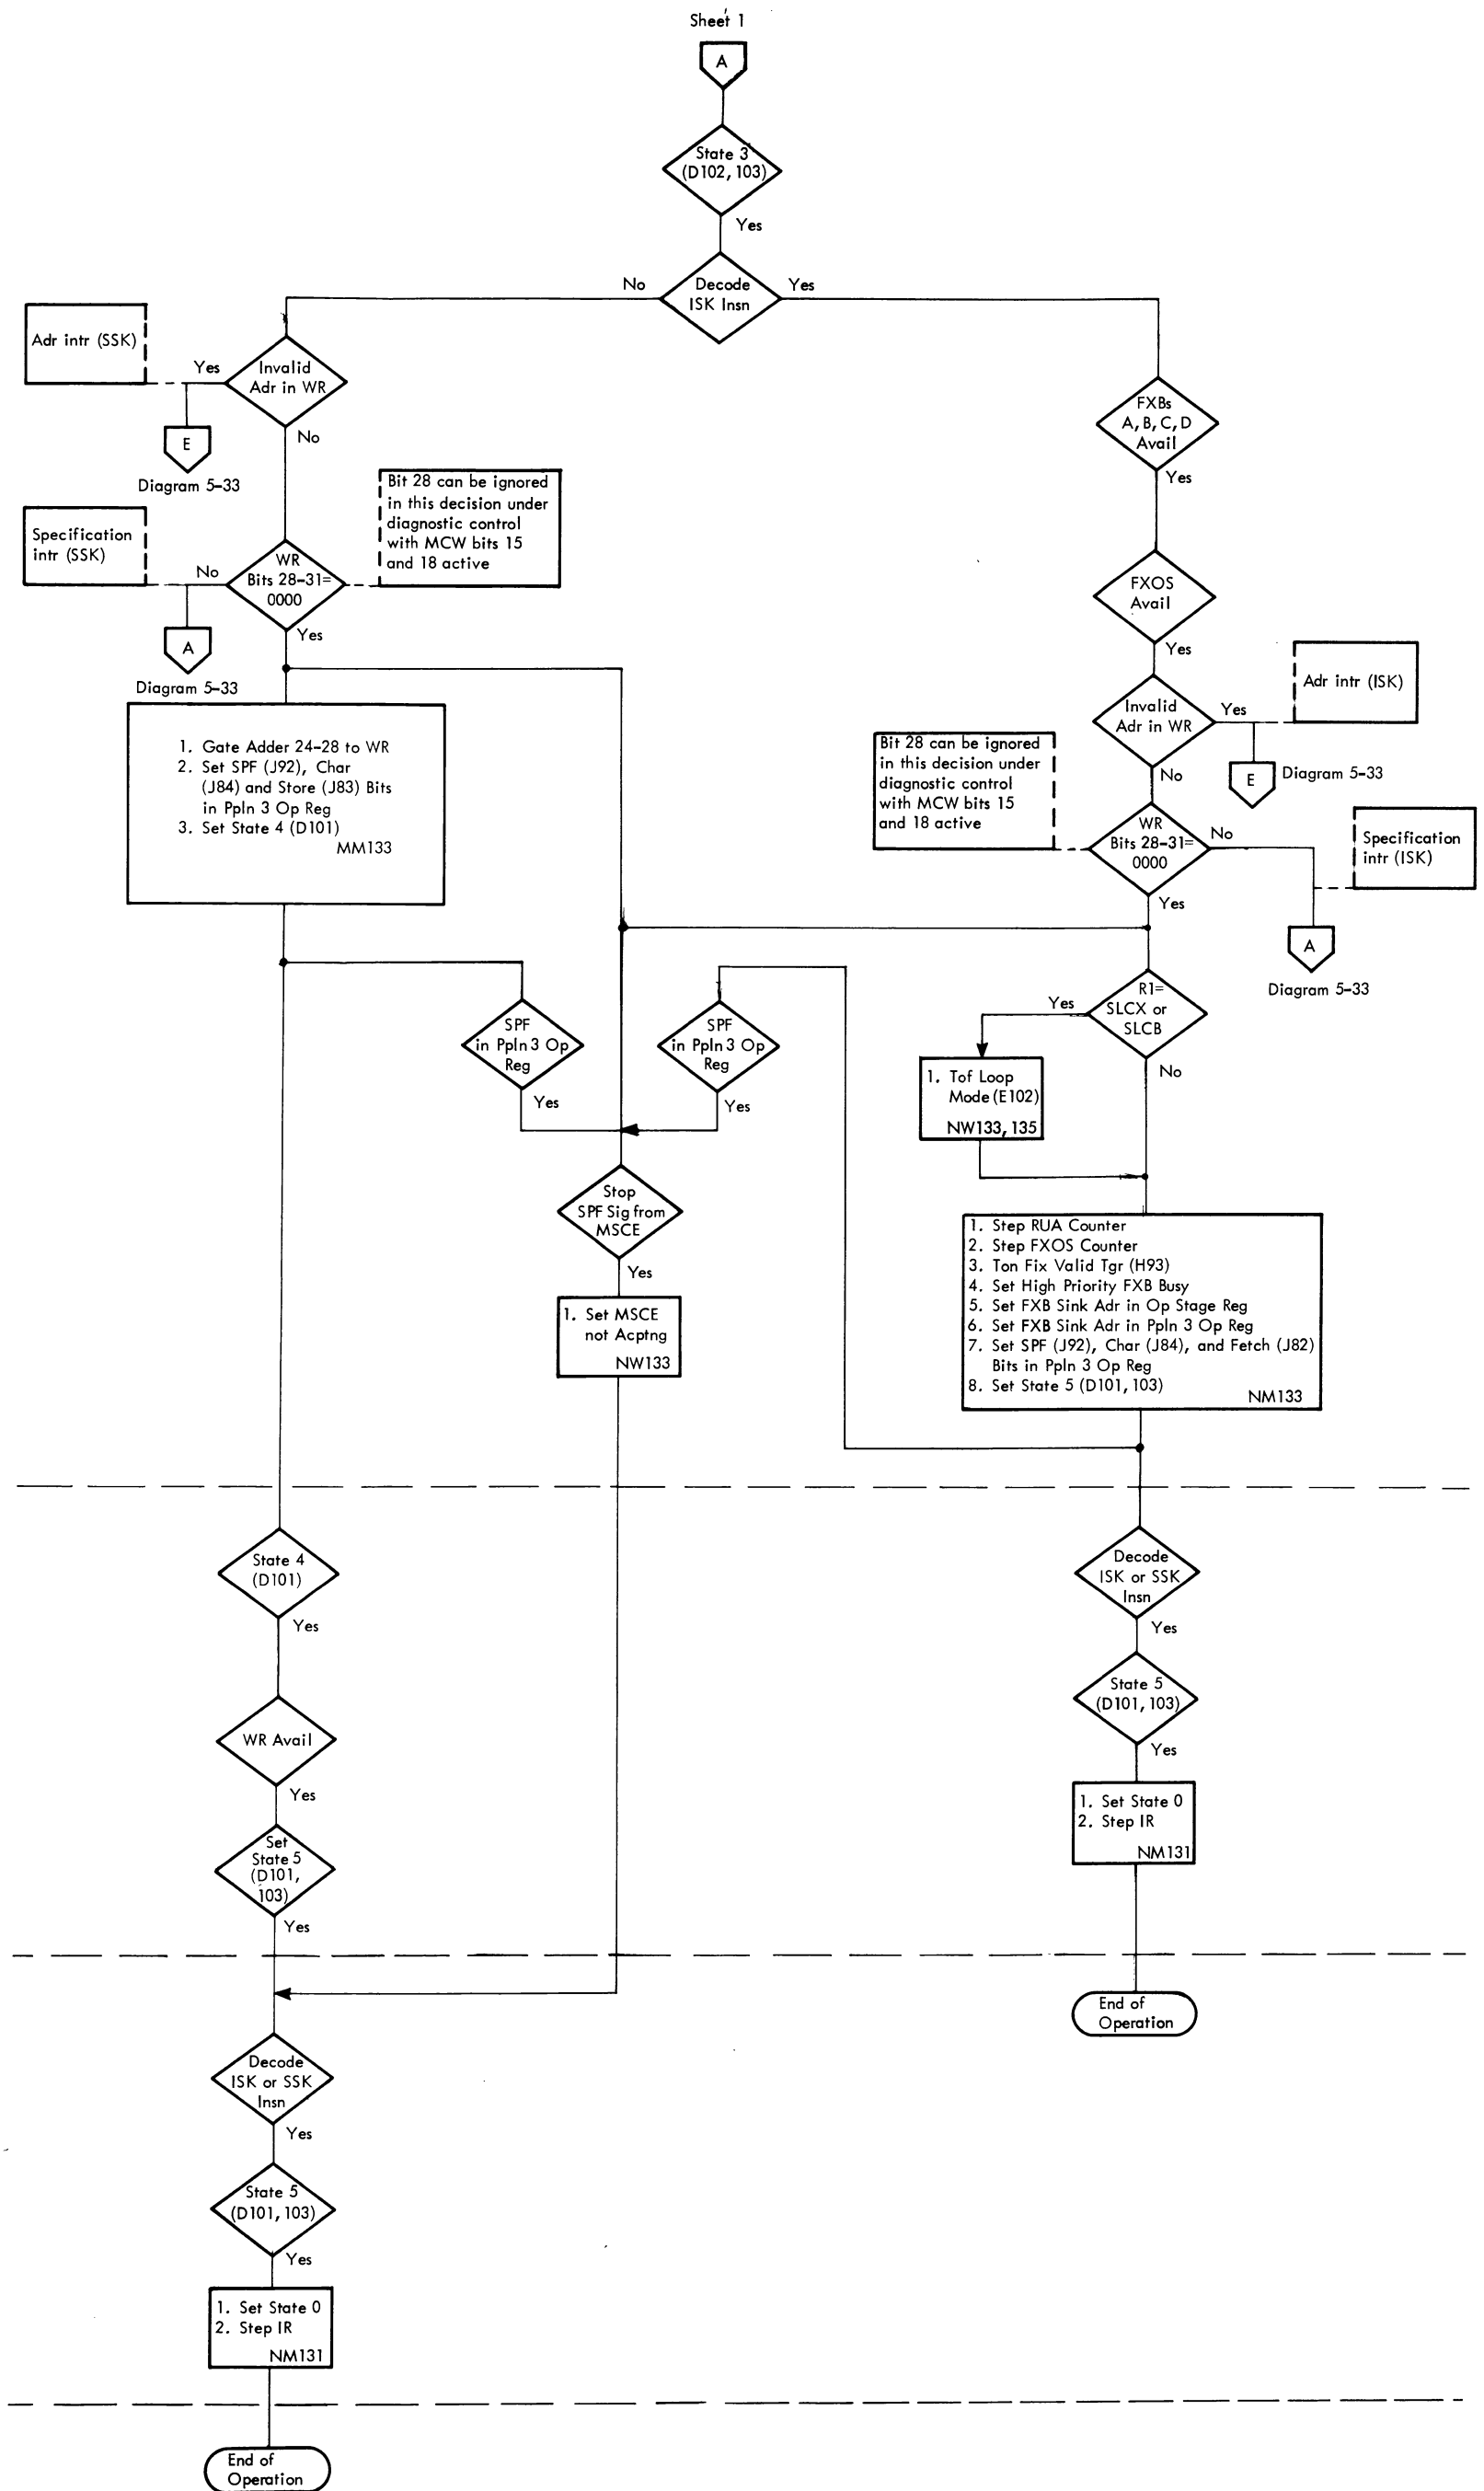 Sheet 1
A
State 3
(D102, 103)
Yes
No
Decode
ISK Insn
Yes
Adr intr (SSK)
Yes
Invalid
Adr in WR
No
E
Diagram 5-33
FXBs
A, B, C, D
Avail
Yes
Bit 28 can be ignored
in this decision under
diagnostic control
with MCW bits 15
and 18 active
Specification
intr (SSK)
No
WR
Bits 28-31=
0000
Yes
A
Diagram 5-33
FXOS
Avail
Yes
Adr intr (ISK)
Invalid
Adr in WR
Yes
No
E
Diagram 5-33
1. Gate Adder 24-28 to WR
2. Set SPF (J92), Char
(J84) and Store (J83) Bits
in Ppln 3 Op Reg
3. Set State 4 (D101)
MM133
Bit 28 can be ignored
in this decision under
diagnostic control
with MCW bits 15
and 18 active
WR
Bits 28-31=
0000
No
Yes
Specification
intr (ISK)
A
Diagram 5-33
SPF
in Ppln 3 Op
Reg
Yes
SPF
in Ppln 3 Op
Reg
Yes
Yes
R1=
SLCX or
SLCB
No
1. Tof Loop
Mode (E102)
NW133, 135
Stop
SPF Sig from
MSCE
Yes
1. Set MSCE
not Acptng
NW133
1. Step RUA Counter
2. Step FXOS Counter
3. Ton Fix Valid Tgr (H93)
4. Set High Priority FXB Busy
5. Set FXB Sink Adr in Op Stage Reg
6. Set FXB Sink Adr in Ppln 3 Op Reg
7. Set SPF (J92), Char (J84), and Fetch (J82)
Bits in Ppln 3 Op Reg
8. Set State 5 (D101, 103)
NM133
State 4
(D101)
Yes
WR Avail
Yes
Set
State 5
(D101,
103)
Yes
Decode
ISK or SSK
Insn
Yes
State 5
(D101, 103)
Yes
1. Set State 0
2. Step IR
NM131
End of
Operation
Decode
ISK or SSK
Insn
Yes
State 5
(D101, 103)
Yes
1. Set State 0
2. Step IR
NM131
End of
Operation